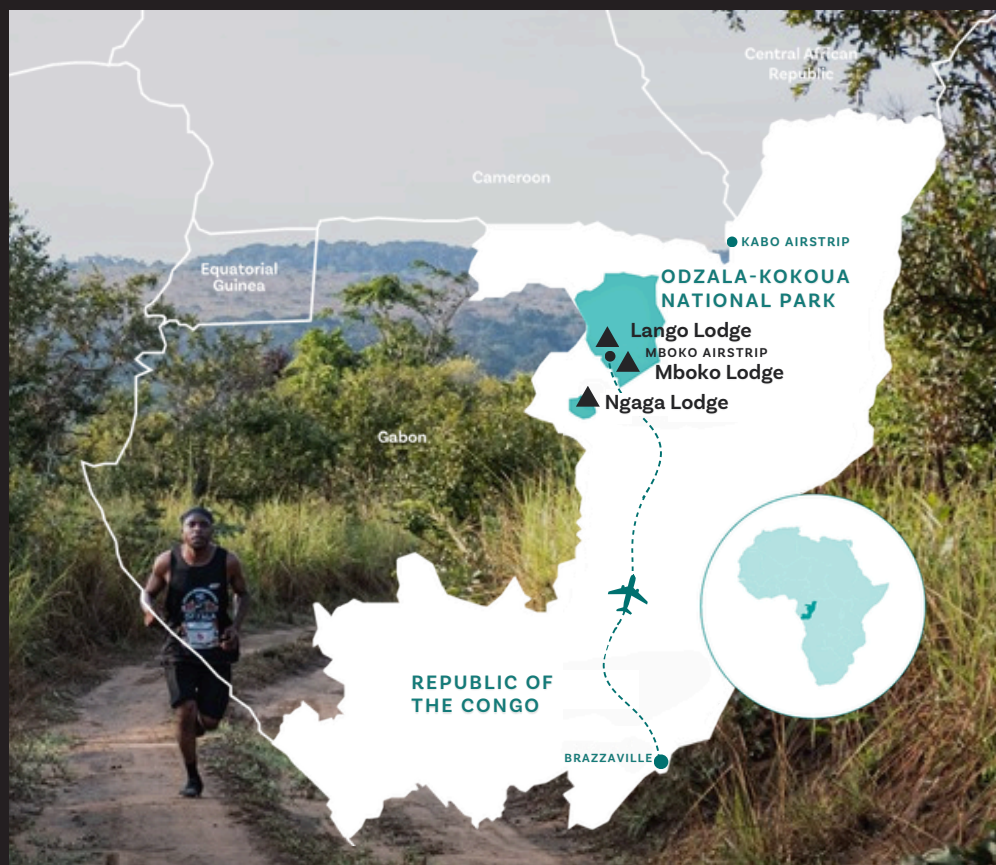 Central African
Republic
Cameroon
KABO AIRSTRIP
Equatorial
Guinea
ODZALA-KOKOUA
NATIONAL PARK
Lango Lodge
MBOKO AIRSTRIP
Mboko Lodge
Ngaga Lodge
Gabon
REPUBLIC OF
THE CONGO
BRAZZAVILLE